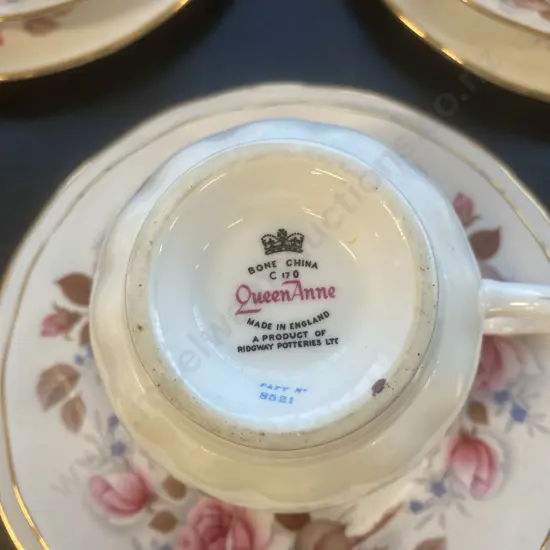 BONE CHINA
C 170
Queen Anne
MADE IN ENGLAND
A PRODUCT OF
RIDGWAY POTTERIES LTD
PATT NO
8521